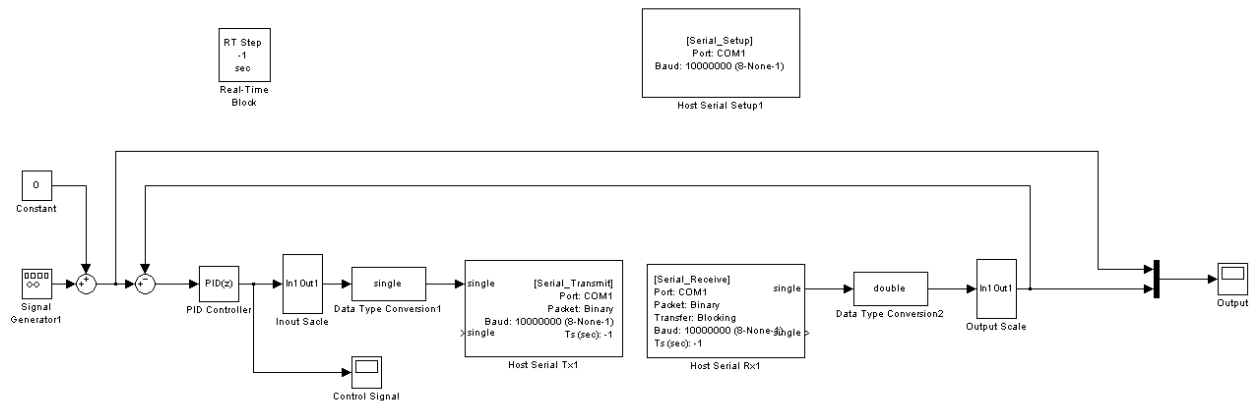 RT Step
-1
sec
Real-Time
Block
[Serial_Setup]
Port: COM1
Baud: 10000000 (8-None-1)
Host Serial Setup1
0
Constant
Signal
Generator1
PID(z)
PID Controller
In1 Out1
Inout Sacle
single
Data Type Conversion1
single
single
[Serial_Transmit]
Port: COM1
Packet: Binary
Baud: 10000000 (8-None-1)
Ts (sec): -1
Host Serial Tx1
[Serial_Receive]
Port: COM1
Packet: Binary
Transfer: Blocking
Baud: 10000000 (8-None-1)
Ts (sec): -1
single
single
Host Serial Rx1
double
Data Type Conversion2
In1 Out1
Output Scale
Output
Control Signal